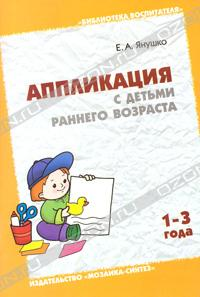 «БИБЛИОТЕКА ВОСПИТАТЕЛЯ»
Е. А. Янушко
АППЛИКАЦИЯ
С ДЕТЬМИ
РАННЕГО ВОЗРАСТА
1-3
года
ИЗДАТЕЛЬСТВО «МОЗАИКА-СИНТЕЗ»